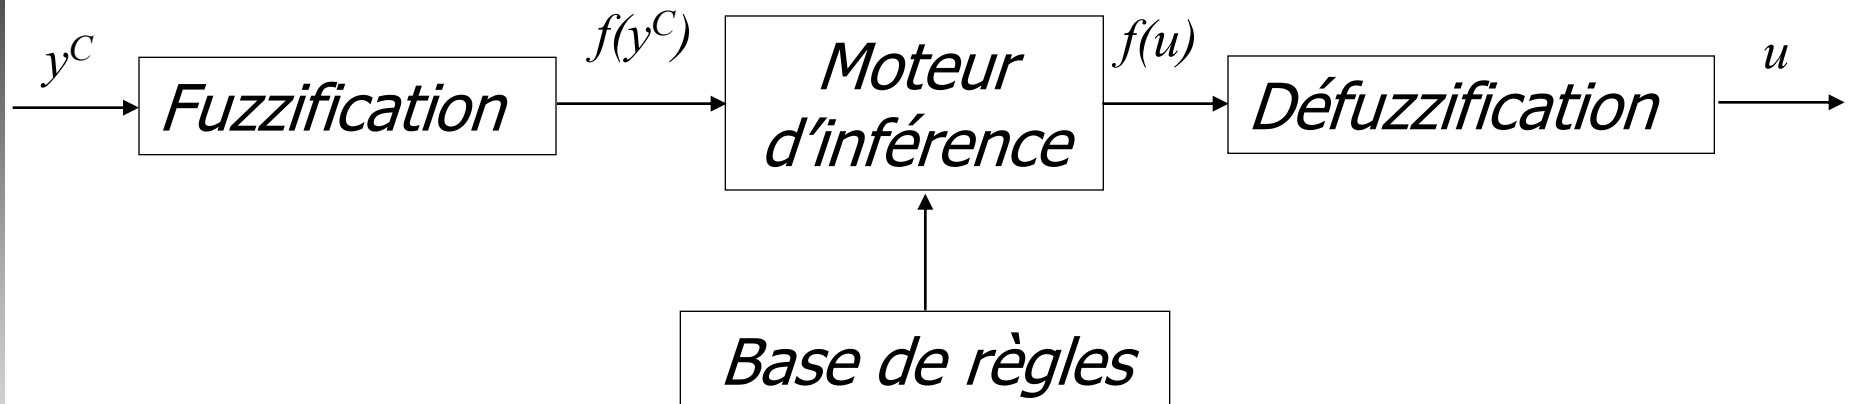 y^C
Fuzzification
f(y^C)
Moteur
d'inférence
f(u)
Défuzzification
u
Base de règles